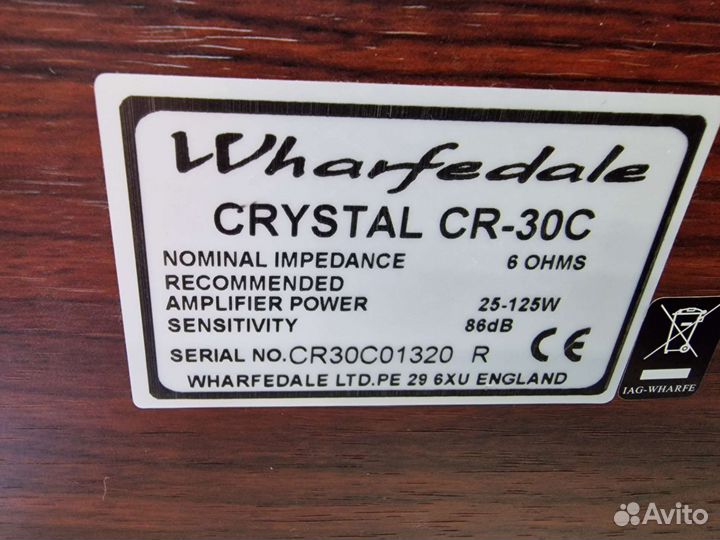 Wharfedale
CRYSTAL CR-30C
NOMINAL IMPEDANCE 6 OHMS
RECOMMENDED
AMPLIFIER POWER 25-125W
SENSITIVITY 86dB
SERIAL NO.CR30C01320 R CE
WHARFEDALE LTD.PE 29 6XU ENGLAND
IAG-WHARFE
Avito